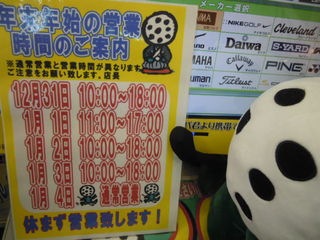 年末年始の営業
時間のご案内
※通常営業と営業時間が異なります。
ご注意をお願い致します。店長
12月31日 10:00〜18:00
1月 1日 11:00〜17:00
1月 2日 10:00〜18:00
1月 3日 10:00〜18:00
1月 4日 通常営業
休まず営業致します！
メーカー選択
NIKEGOLF
Cleveland
DAIWA
S-YARD
Callaway
PING
Titleist